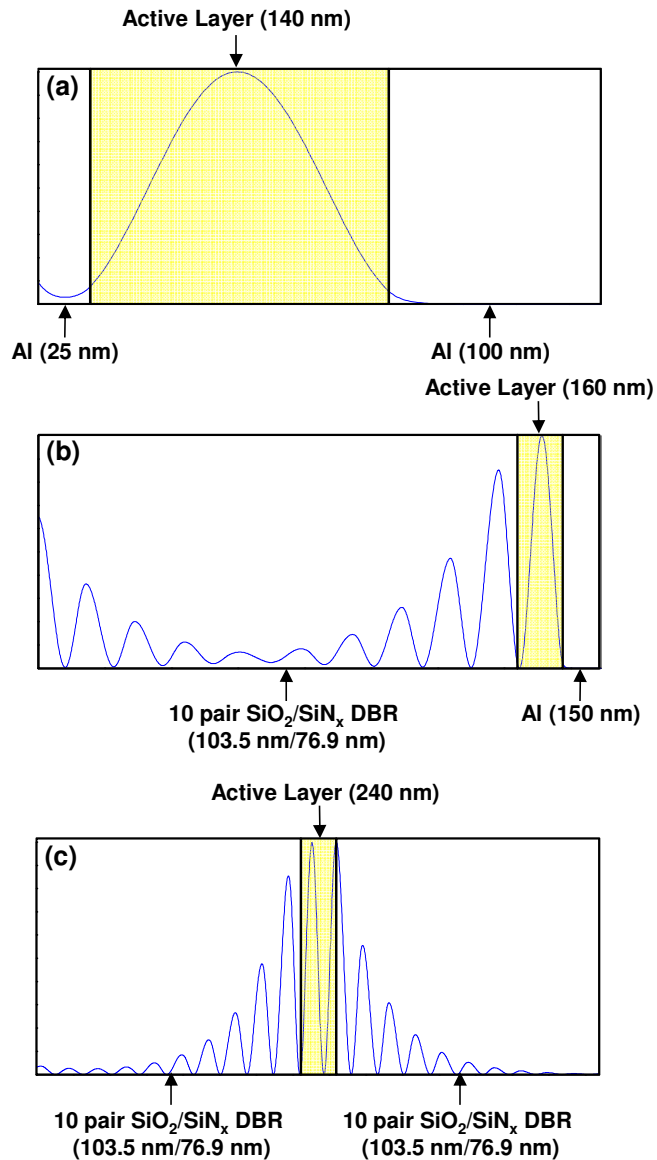 Active Layer (140 nm)
(a)
Al (25 nm)
Al (100 nm)
Active Layer (160 nm)
(b)
10 pair SiO₂/SiNₓ DBR
(103.5 nm/76.9 nm)
Al (150 nm)
Active Layer (240 nm)
(c)
10 pair SiO₂/SiNₓ DBR
(103.5 nm/76.9 nm)
10 pair SiO₂/SiNₓ DBR
(103.5 nm/76.9 nm)